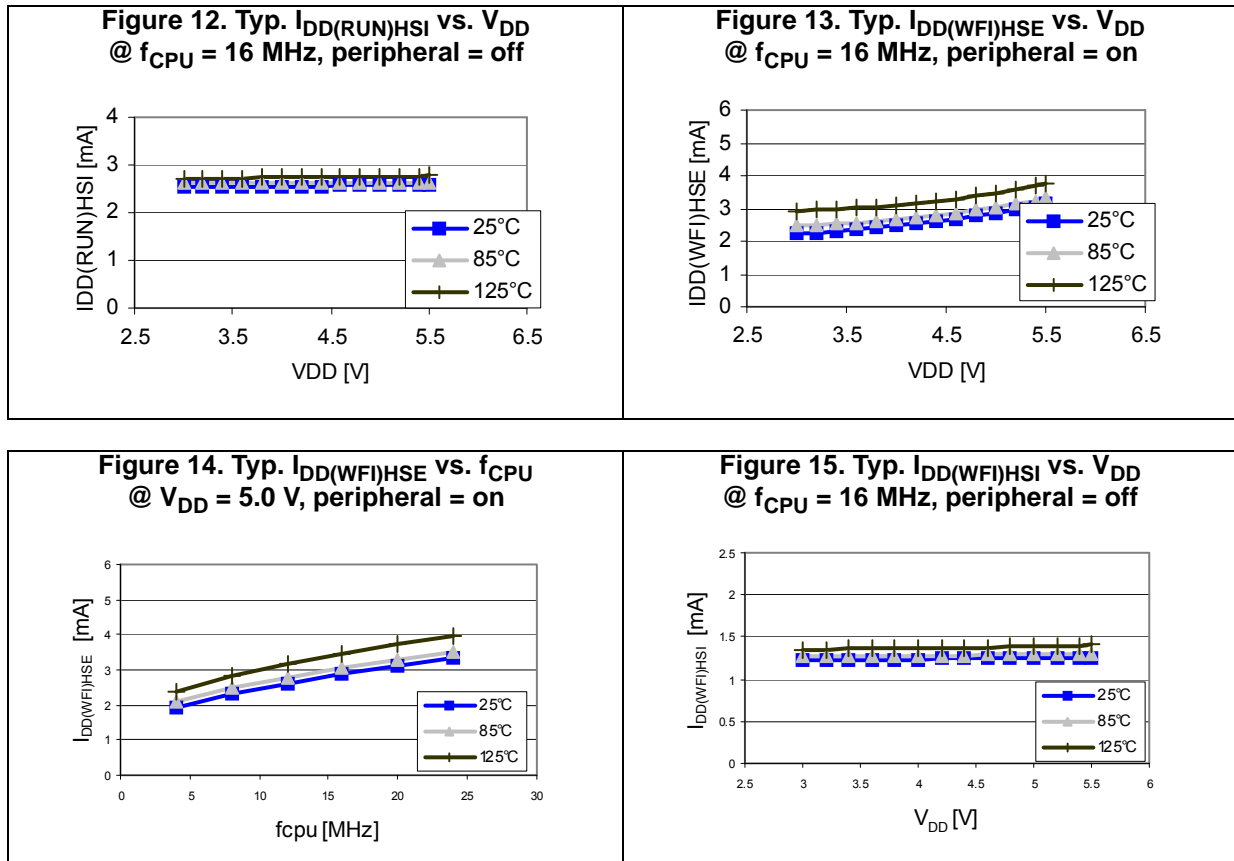 Figure 12. Typ. IDD(RUN)HSI vs. VDD
@ fCPU = 16 MHz, peripheral = off
4
3
2
1
0
IDD(RUN)HSI [mA]
25°C
85°C
125°C
2.5
3.5
4.5
5.5
6.5
VDD [V]
Figure 13. Typ. IDD(WFI)HSE vs. VDD
@ fCPU = 16 MHz, peripheral = on
6
5
4
3
2
1
0
IDD(WFI)HSE [mA]
25°C
85°C
125°C
2.5
3.5
4.5
5.5
6.5
VDD [V]
Figure 14. Typ. IDD(WFI)HSE vs. fCPU
@ VDD = 5.0 V, peripheral = on
6
5
4
3
2
1
0
IDD(WFI)HSE [mA]
25°C
85°C
125°C
0
5
10
15
20
25
30
fcpu [MHz]
Figure 15. Typ. IDD(WFI)HSI vs. VDD
@ fCPU = 16 MHz, peripheral = off
2.5
2
1.5
1
0.5
0
IDD(WFI)HSI [mA]
25°C
85°C
125°C
2.5
3
3.5
4
4.5
5
5.5
6
VDD [V]